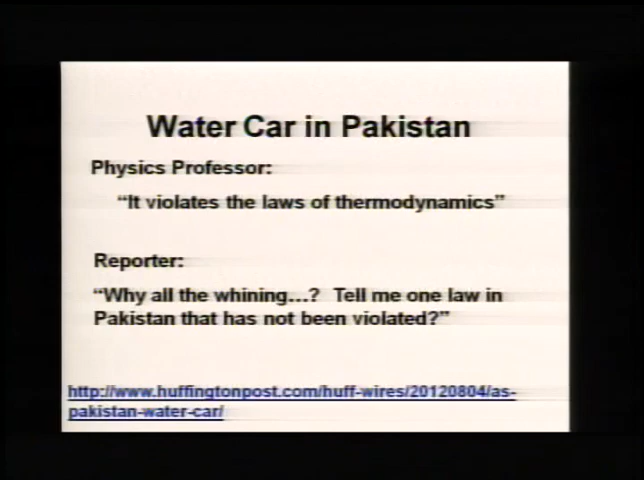 Water Car in Pakistan
Physics Professor:
“It violates the laws of thermodynamics”
Reporter:
“Why all the whining...? Tell me one law in
Pakistan that has not been violated?”
http://www.huffingtonpost.com/huff-wires/20120804/as-
pakistan-water-car/